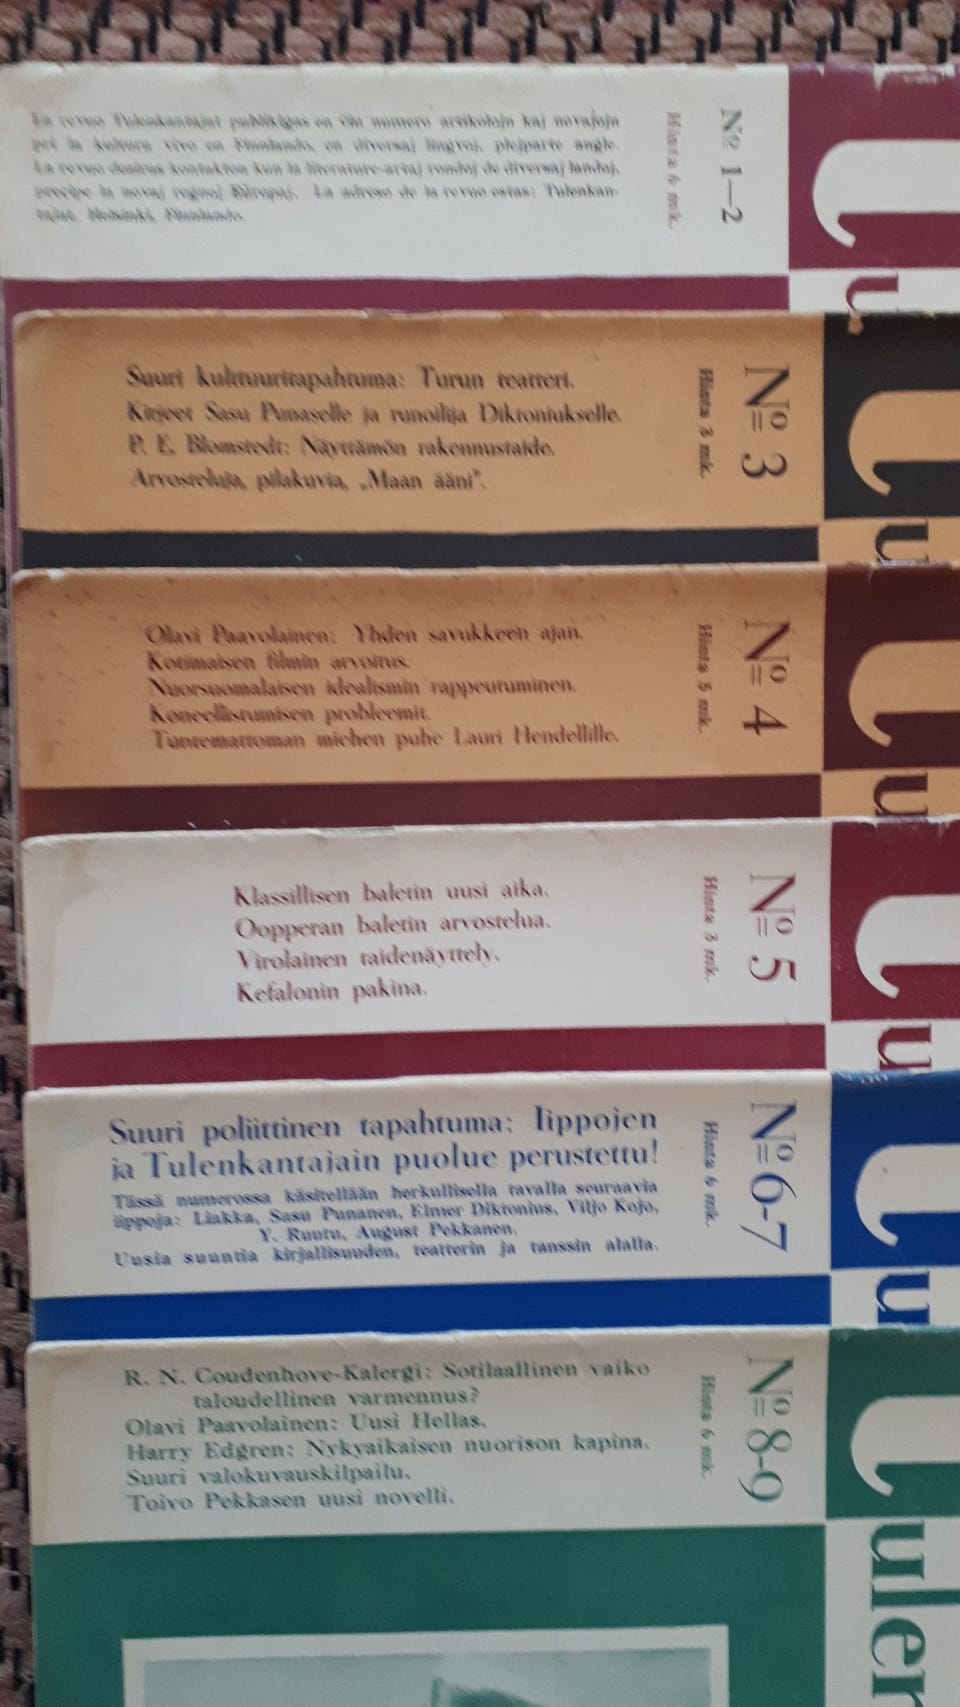 La revuo Tulenkantajat publikigas en ĉiu numero artikolojn kaj novaĵojn
pri la kulturo vivo en Finnlando, en diversaj lingvoj, plejparte angle.
La revuo deziras kontakton kun la literature-artaj rondoj de diversaj landoj,
precipe la novaj regnoj Eŭropaj. La adreso de la revuo estas: Tulenkan-
tajat, Helsinki, Finnlando.
Hinta 6 mk.
No 1—2
T
u
Suuri kulttuuritapahtuma: Turun teatteri.
Kirjeet Sasu Punaselle ja runoilija Diktoniukselle.
P. E. Blomstedt: Näyttämön rakennustaide.
Arvosteluja, pilakuvia, „Maan ääni".
Hinta 3 mk.
No 3
T
u
Olavi Paavolainen: Yhden savukkeen ajan.
Kotimaisen filmin arvoitus.
Nuorsuomalaisen idealismin rappeutuminen.
Koneellistumisen probleemit.
Tuntemattoman miehen puhe Lauri Hendellille.
Hinta 5 mk.
No 4
T
u
Klassillisen baletin uusi aika.
Oopperan baletin arvostelua.
Virolainen taidenäyttely.
Kefalonin pakina.
Hinta 3 mk.
No 5
T
u
Suuri poliittinen tapahtuma: Iippojen
ja Tulenkantajain puolue perustettu!
Tässä numerossa käsitellään herkullisella tavalla seuraavia
iippoja: Liakka, Sasu Punanen, Elmer Diktonius, Viljo Kojo,
Y. Ruutu, August Pekkanen.
Uusia suuntia kirjallisuuden, teatterin ja tanssin alalla.
Hinta 6 mk.
No 6-7
T
u
R. N. Coudenhove-Kalergi: Sotilaallinen vaiko
taloudellinen varmennus?
Olavi Paavolainen: Uusi Hellas.
Harry Edgren: Nykyaikaisen nuorison kapina.
Suuri valokuvauskilpailu.
Toivo Pekkasen uusi novelli.
Hinta 6 mk.
No 8-9
T
uler